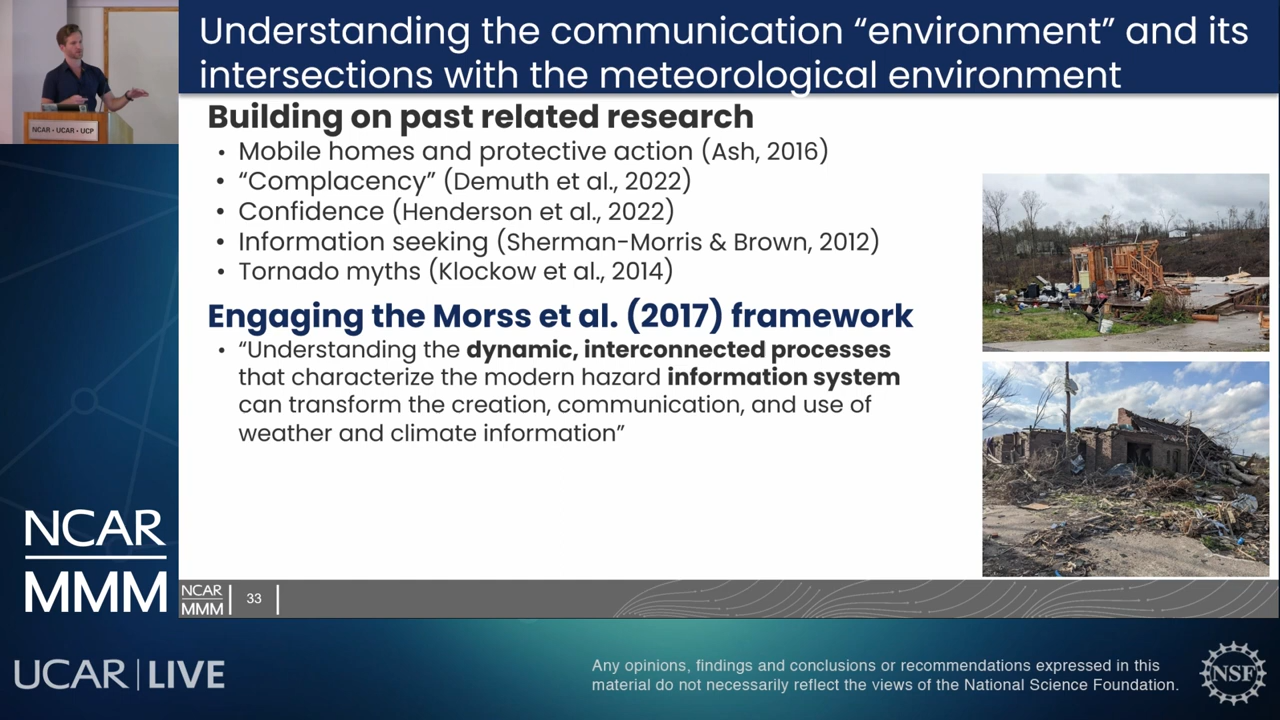 Understanding the communication “environment” and its
intersections with the meteorological environment
NCAR • UCAR • UCP
Building on past related research
• Mobile homes and protective action (Ash, 2016)
• “Complacency” (Demuth et al., 2022)
• Confidence (Henderson et al., 2022)
• Information seeking (Sherman-Morris & Brown, 2012)
• Tornado myths (Klockow et al., 2014)
Engaging the Morss et al. (2017) framework
• “Understanding the dynamic, interconnected processes
that characterize the modern hazard information system
can transform the creation, communication, and use of
weather and climate information”
NCAR
MMM
NCAR
MMM
33
UCAR | LIVE
Any opinions, findings and conclusions or recommendations expressed in this
material do not necessarily reflect the views of the National Science Foundation.
NSF